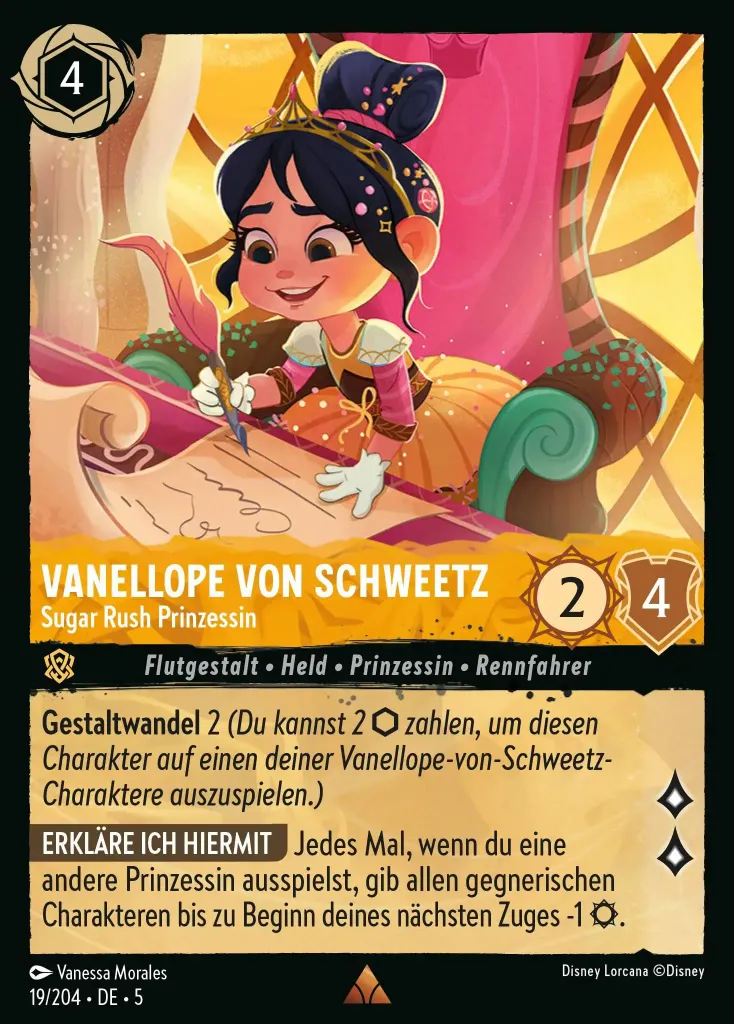 4
VANELLOPE VON SCHWEETZ
Sugar Rush Prinzessin
2
4
Flutgestalt • Held • Prinzessin • Rennfahrer
Gestaltwandel 2 (Du kannst 2 ⬡ zahlen, um diesen
Charakter auf einen deiner Vanellope-von-Schweetz-
Charaktere auszuspielen.)
ERKLÄRE ICH HIERMIT Jedes Mal, wenn du eine
andere Prinzessin ausspielst, gib allen gegnerischen
Charakteren bis zu Beginn deines nächsten Zuges -1 ¤.
Vanessa Morales
Disney Lorcana ©Disney
19/204 • DE • 5